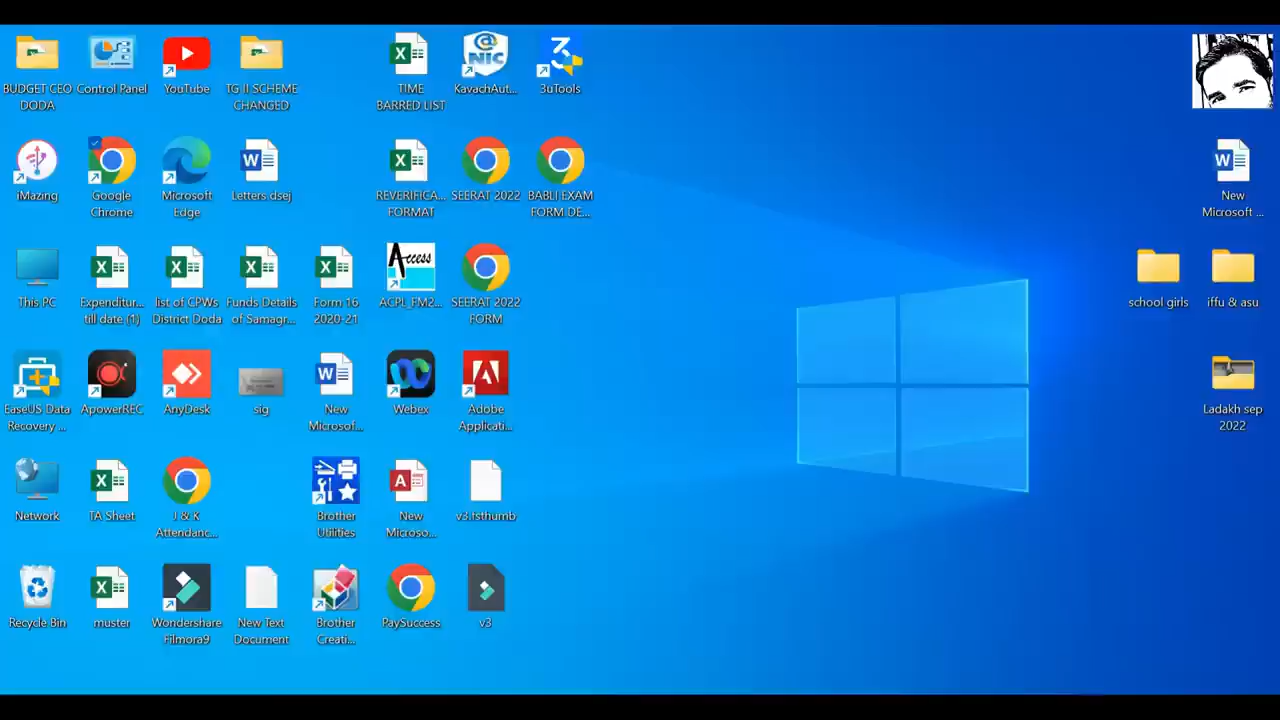 BUDGET CEO
DODA
Control Panel
YouTube
TG II SCHEME
CHANGED
TIME
BARRED LIST
NIC
KavachAut...
3uTools
iMazing
Google
Chrome
Microsoft
Edge
Letters dsej
REVERIFICA...
FORMAT
SEERAT 2022
BABLI EXAM
FORM DE...
New
Microsoft ...
This PC
Expenditur...
till date (1)
list of CPWs
District Doda
Funds Details
of Samagr...
Form 16
2020-21
Access
ACPL_FM2...
SEERAT 2022
FORM
school girls
iffu & asu
EaseUS Data
Recovery ...
ApowerREC
AnyDesk
sig
New
Microsof...
Webex
Adobe
Applicati...
Ladakh sep
2022
Network
TA Sheet
J & K
Attendanc...
Brother
Utilities
New
Microso...
v3.fsthumb
Recycle Bin
muster
Wondershare
Filmora9
New Text
Document
Brother
Creati...
PaySuccess
v3